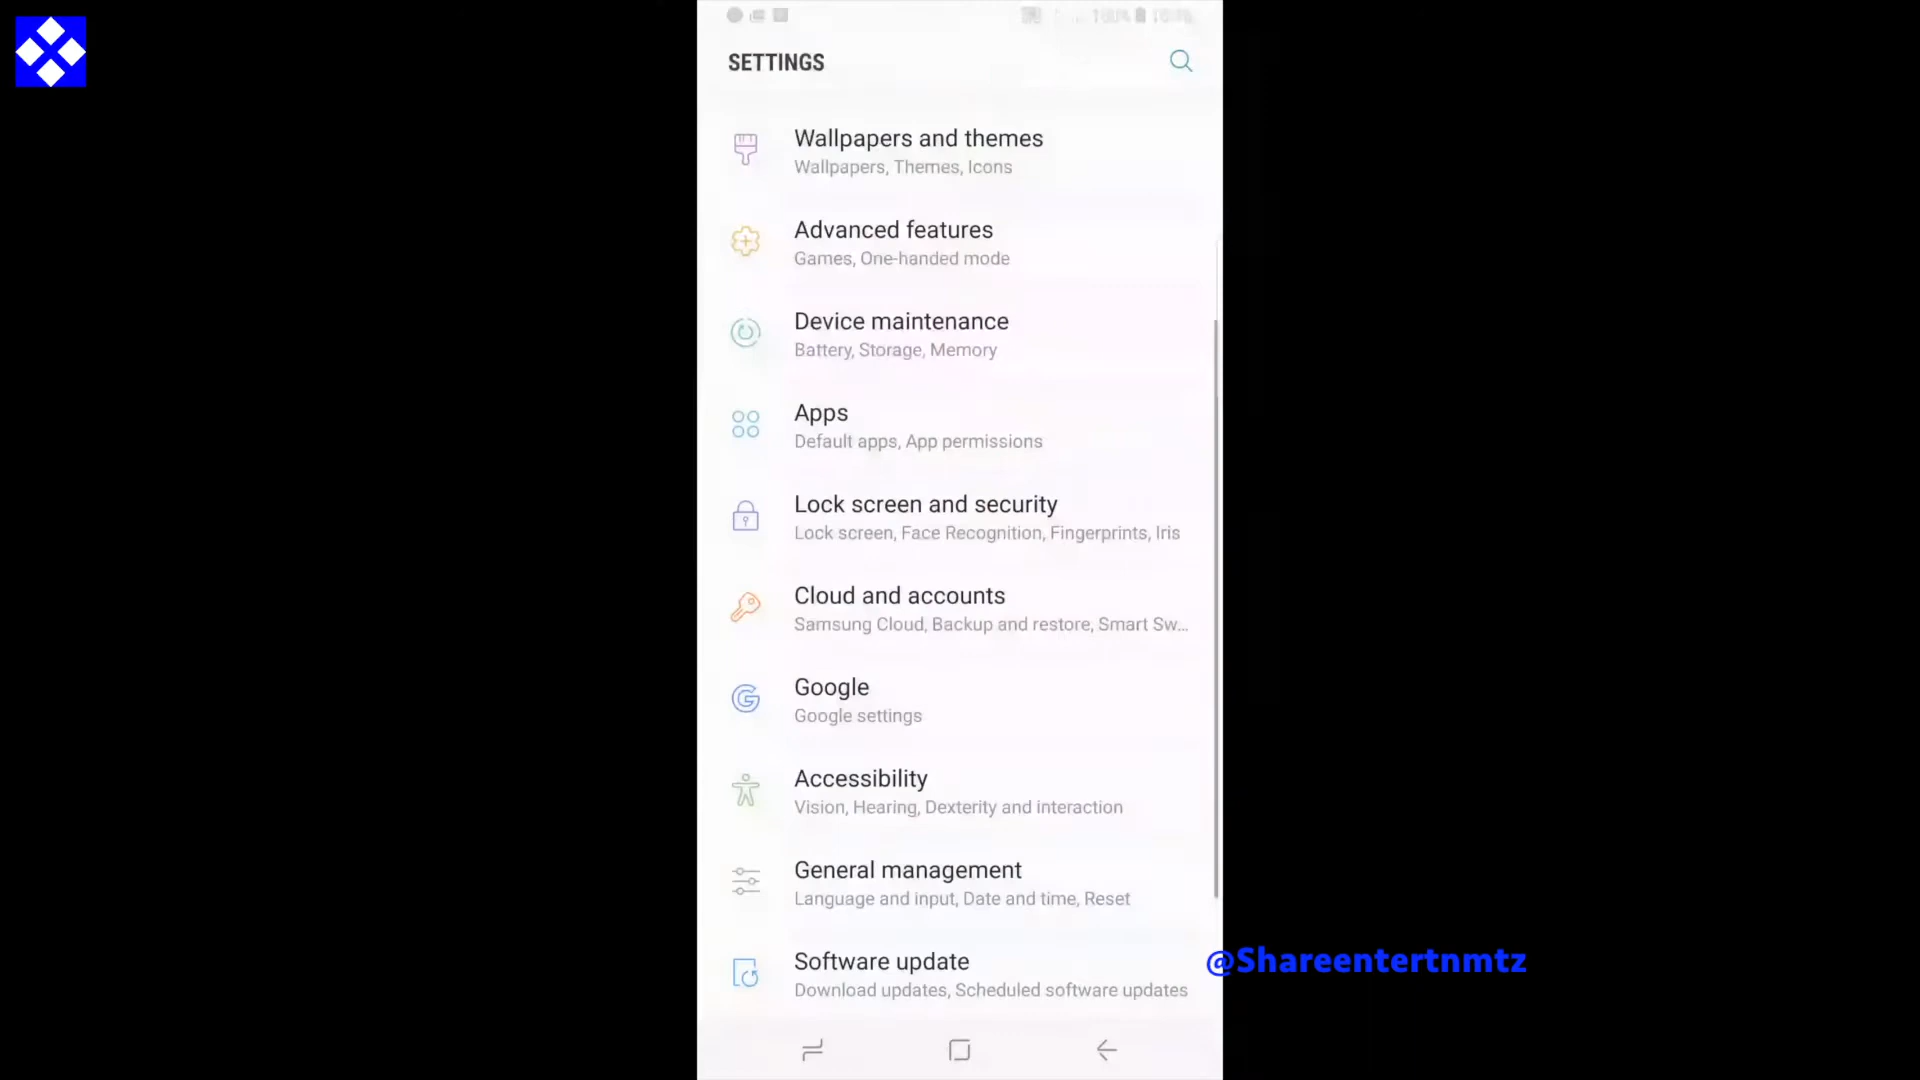 SETTINGS
Wallpapers and themes
Wallpapers, Themes, Icons
Advanced features
Games, One-handed mode
Device maintenance
Battery, Storage, Memory
Apps
Default apps, App permissions
Lock screen and security
Lock screen, Face Recognition, Fingerprints, Iris
Cloud and accounts
Samsung Cloud, Backup and restore, Smart Sw...
Google
Google settings
Accessibility
Vision, Hearing, Dexterity and interaction
General management
Language and input, Date and time, Reset
Software update
@Shareentertnmtz
Download updates, Scheduled software updates